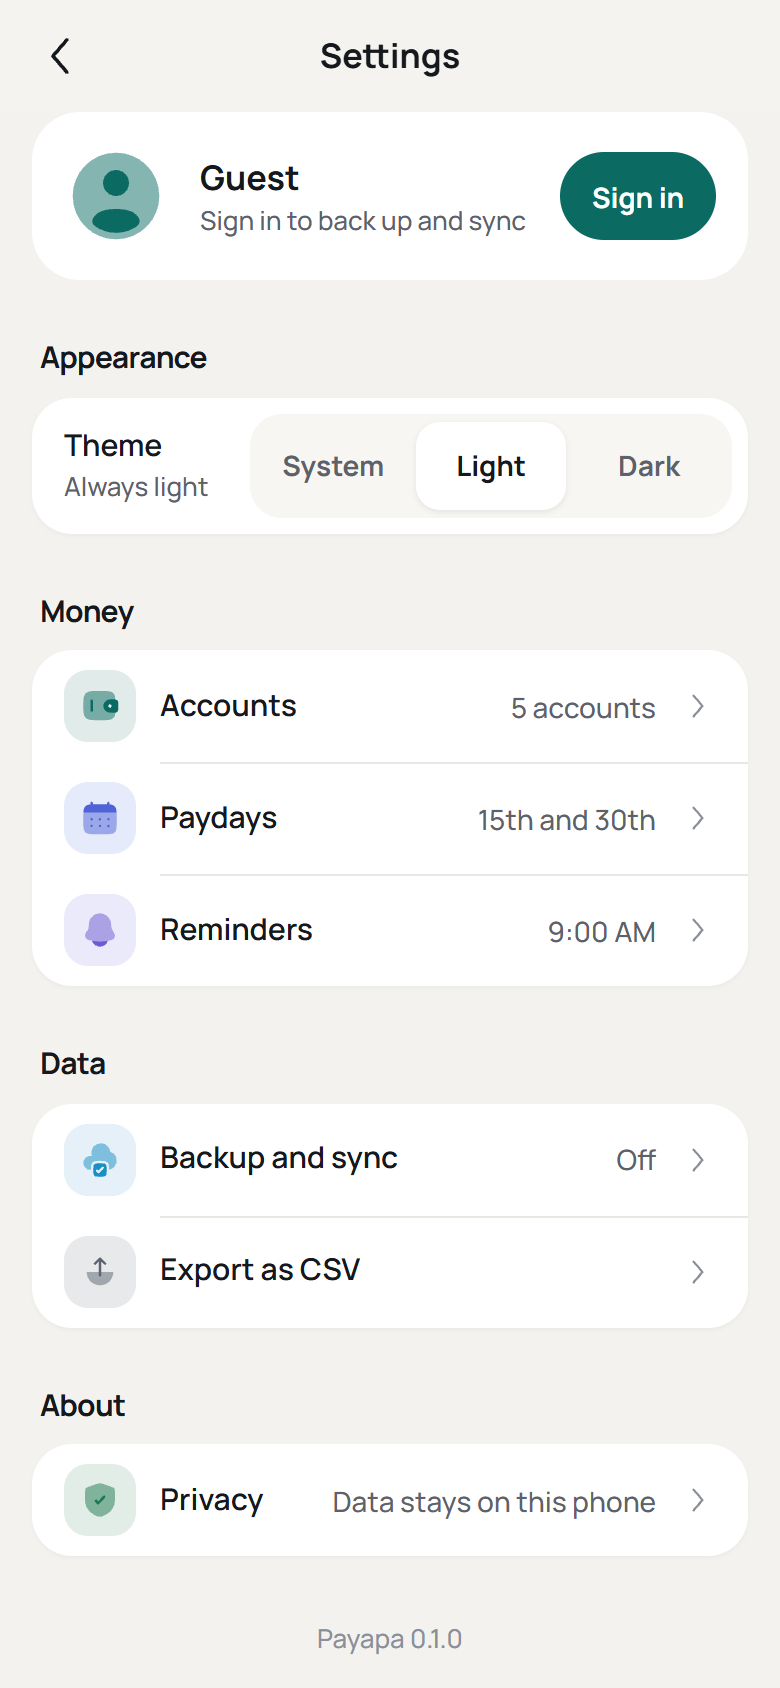 Settings
Guest
Sign in to back up and sync
Sign in
Appearance
Theme
Always light
System
Light
Dark
Money
Accounts
5 accounts
Paydays
15th and 30th
Reminders
9:00 AM
Data
Backup and sync
Off
Export as CSV
About
Privacy
Data stays on this phone
Payapa 0.1.0